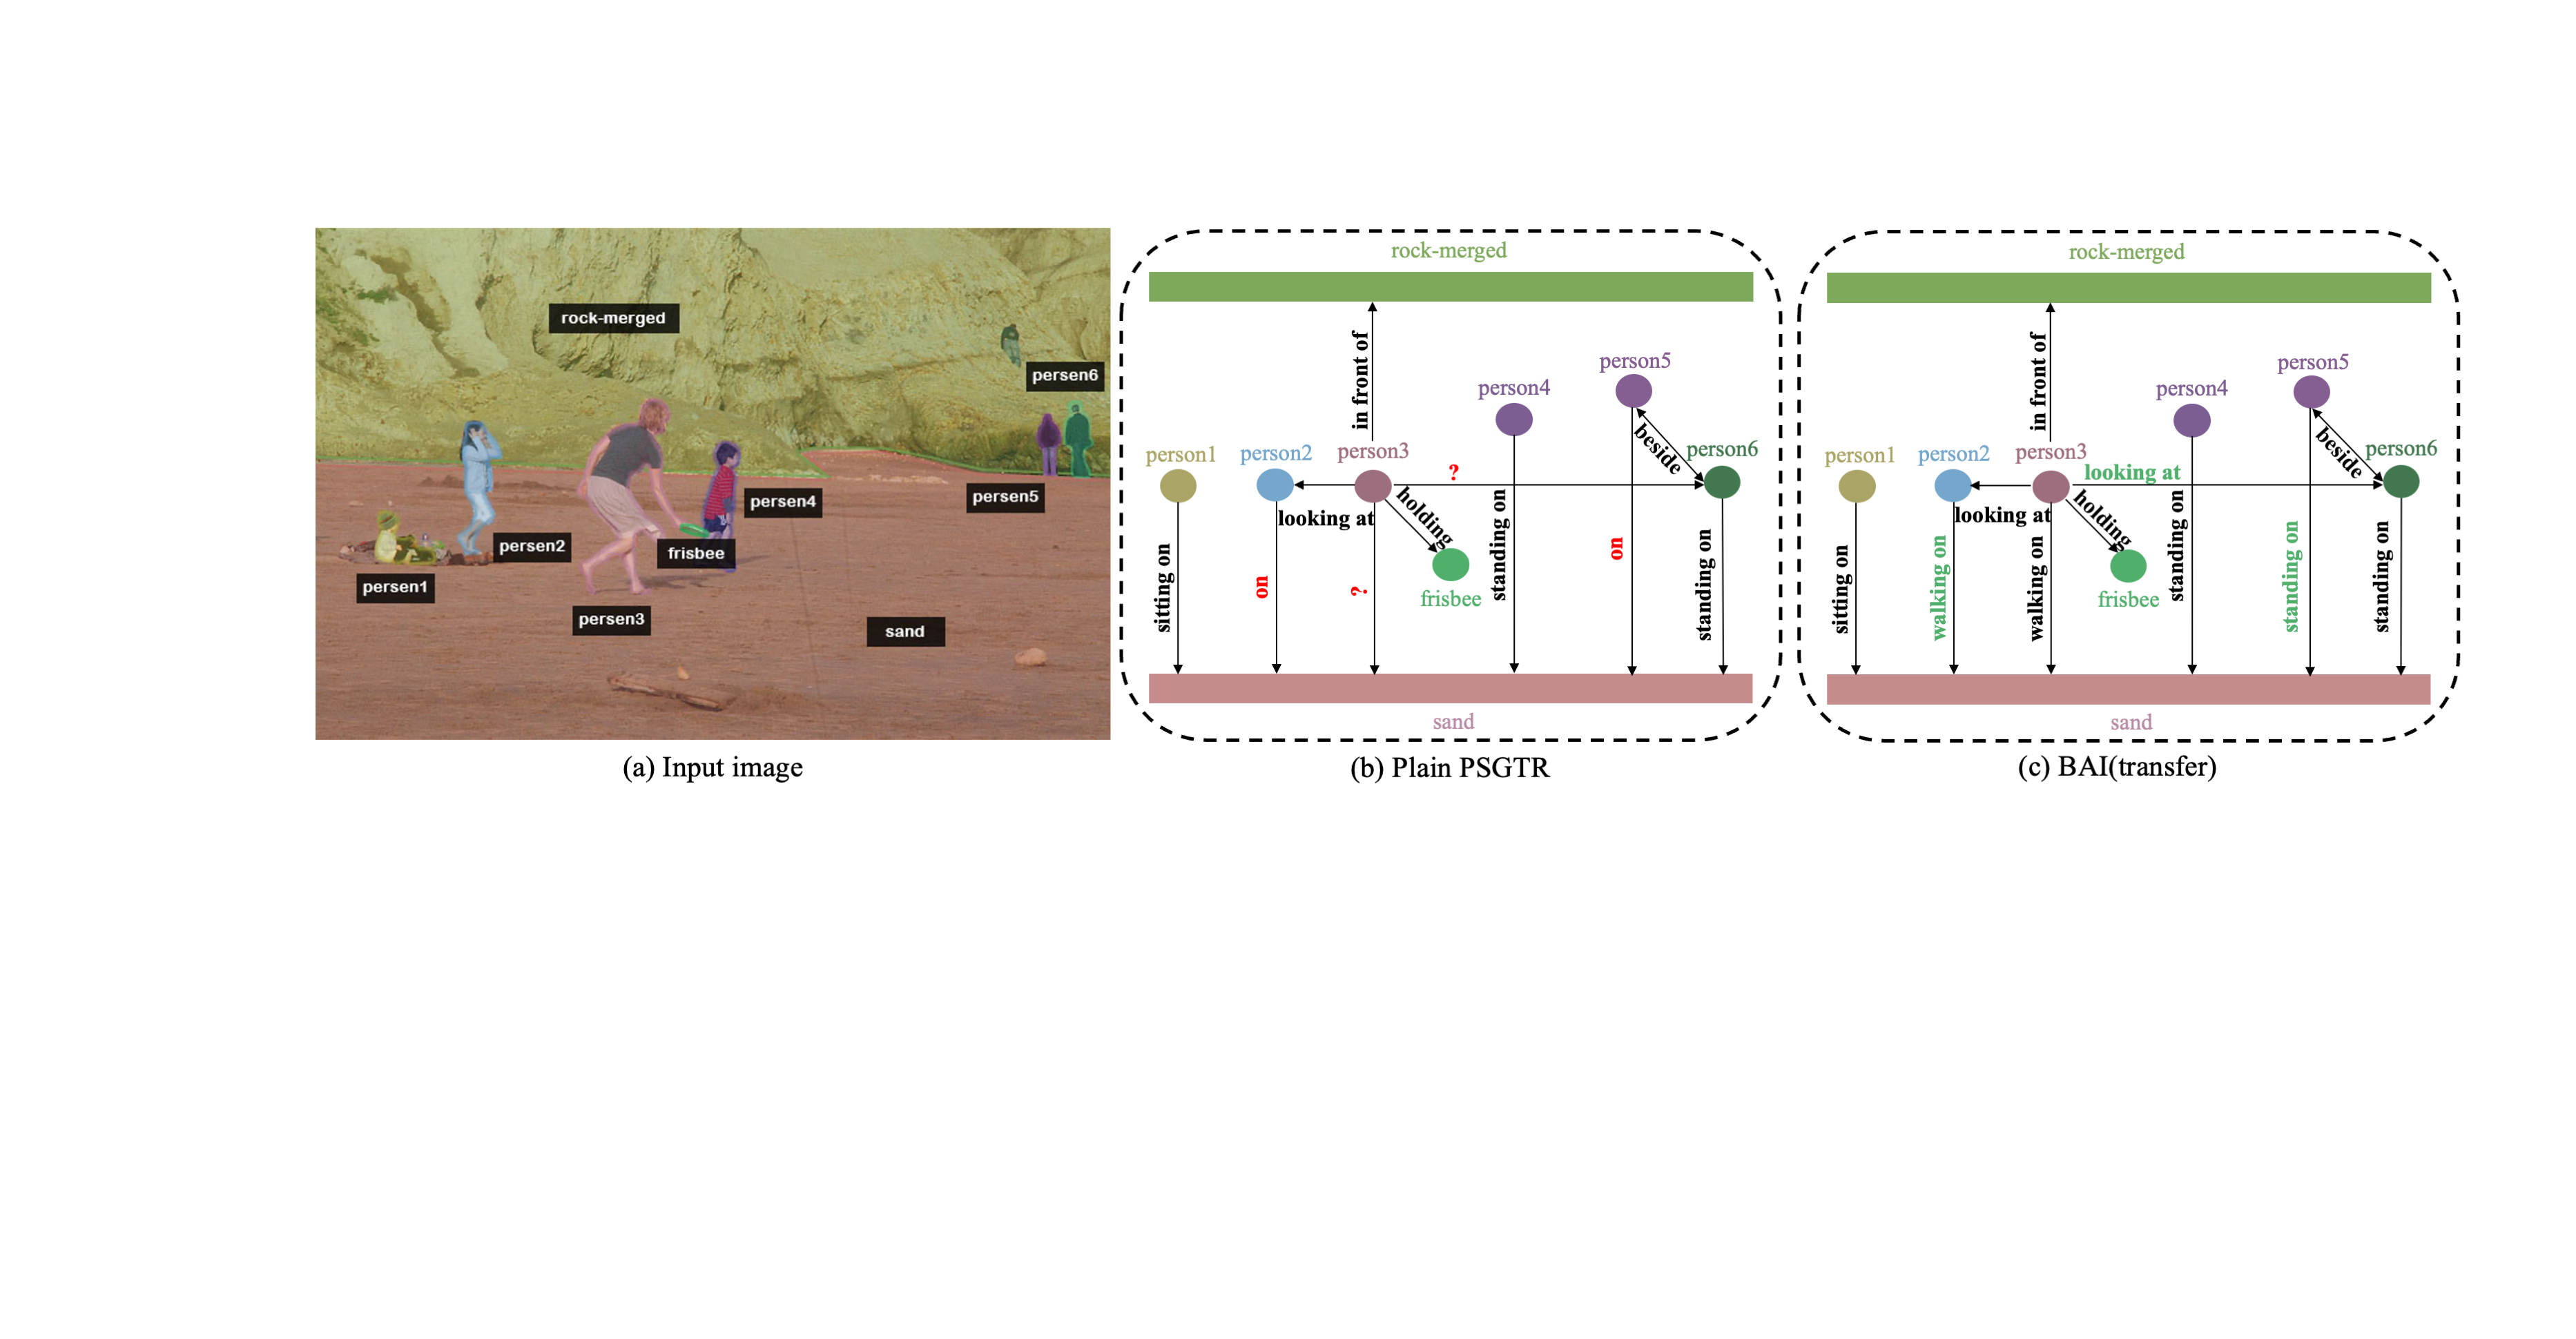 rock-merged
persen6
persen4
persen5
persen2
frisbee
persen1
persen3
sand
(a) Input image
rock-merged
in front of
person5
person4
beside
person1
person2
person3
?
person6
holding
looking at
standing on
on
sitting on
on
?
frisbee
standing on
sand
(b) Plain PSGTR
rock-merged
in front of
person5
person4
beside
person1
person2
person3
looking at
person6
holding
looking at
standing on
standing on
sitting on
walking on
walking on
frisbee
standing on
sand
(c) BAI(transfer)